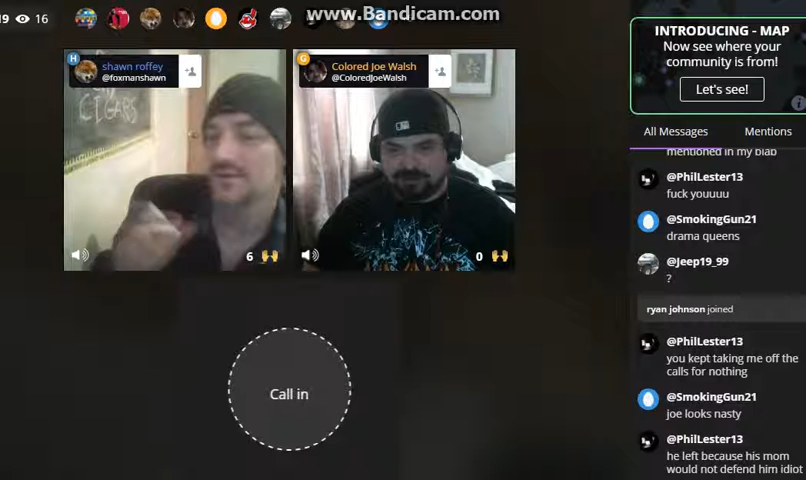 www.Bandicam.com
19 16
shawn roffey
@foxmanshawn
Colored Joe Walsh
@ColoredJoeWalsh
H
G
CIGARS
6
0
Call in
INTRODUCING - MAP
Now see where your
community is from!
Let's see!
All Messages Mentions
mentioned in my blab
@PhilLester13
fuck youuuu
@SmokingGun21
drama queens
@Jeep19_99
?
ryan johnson joined
@PhilLester13
you kept taking me off the
calls for nothing
@SmokingGun21
joe looks nasty
@PhilLester13
he left because his mom
would not defend him idiot